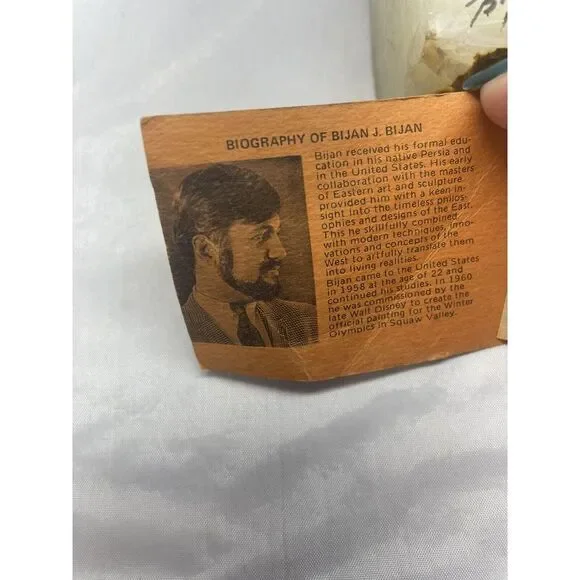 BIOGRAPHY OF BIJAN J. BIJAN
Bijan received his formal edu-
cation in his native Persia and
in the United States. His early
collaboration with the masters
of Eastern art and sculpture
provided him with a keen in-
sight into the timeless philos-
ophies and designs of the East.
This he skillfully combined
with modern techniques, inno-
vations and concepts of the
West to artfully translate them
into living realities.
Bijan came to the United States
in 1958 at the age of 22 and
continued his studies. In 1960
he was commissioned by the
late Walt Disney to create the
official painting for the Winter
Olympics in Squaw Valley.